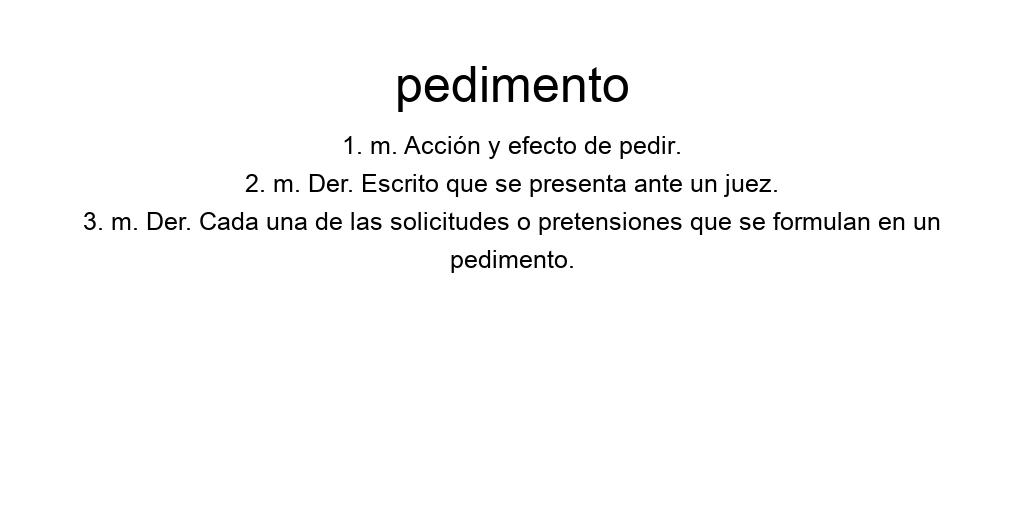 pedimento
1. m. Acción y efecto de pedir.
2. m. Der. Escrito que se presenta ante un juez.
3. m. Der. Cada una de las solicitudes o pretensiones que se formulan en un
pedimento.